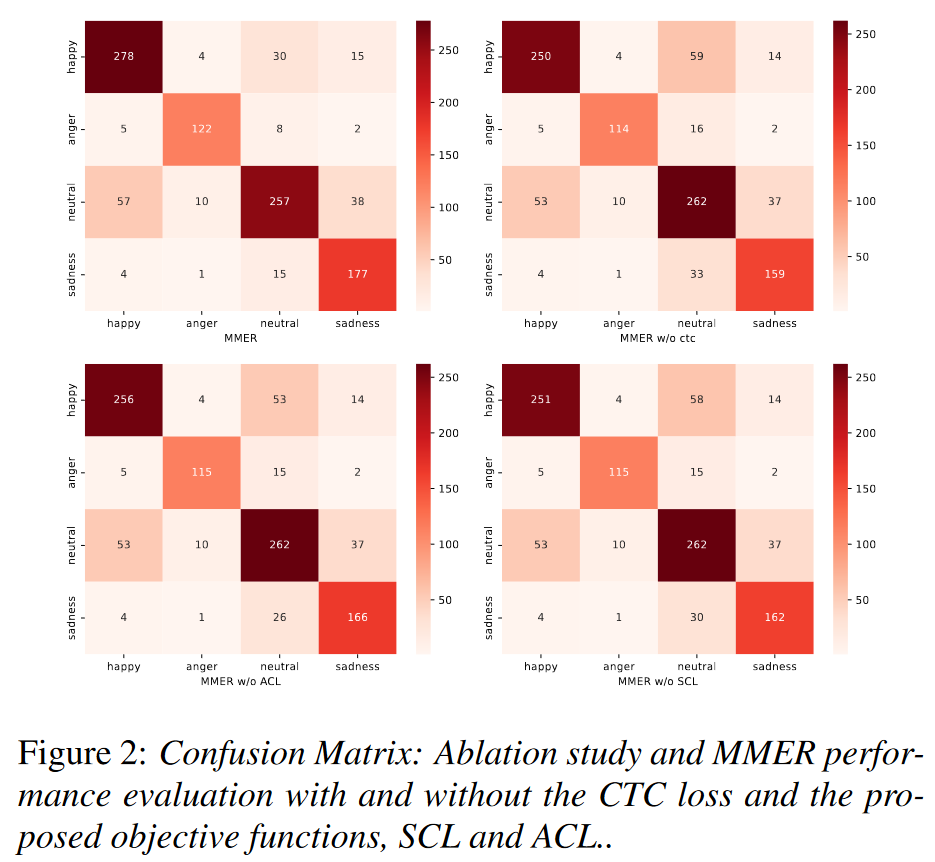 happy 278 4 30 15
anger 5 122 8 2
neutral 57 10 257 38
sadness 4 1 15 177
happy anger neutral sadness
MMER
250
200
150
100
50
happy 250 4 59 14
anger 5 114 16 2
neutral 53 10 262 37
sadness 4 1 33 159
happy anger neutral sadness
MMER w/o ctc
250
200
150
100
50
happy 256 4 53 14
anger 5 115 15 2
neutral 53 10 262 37
sadness 4 1 26 166
happy anger neutral sadness
MMER w/o ACL
250
200
150
100
50
happy 251 4 58 14
anger 5 115 15 2
neutral 53 10 262 37
sadness 4 1 30 162
happy anger neutral sadness
MMER w/o SCL
250
200
150
100
50
Figure 2: Confusion Matrix: Ablation study and MMER perfor-
mance evaluation with and without the CTC loss and the pro-
posed objective functions, SCL and ACL..